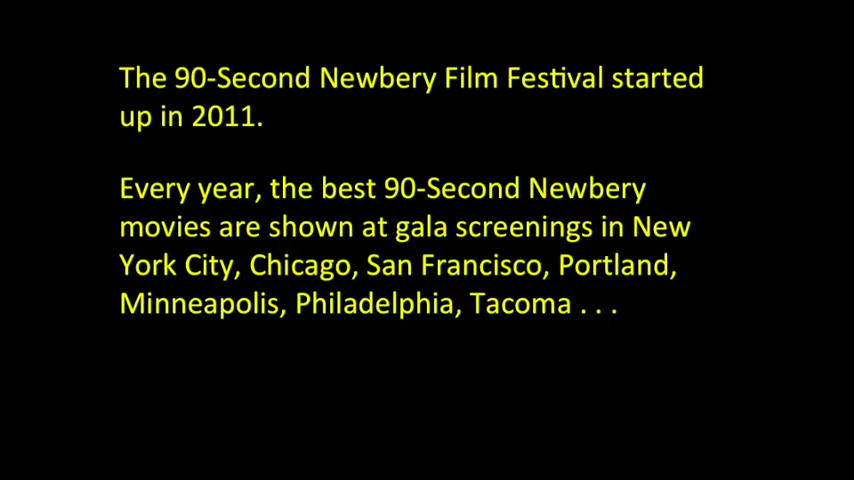 The 90-Second Newbery Film Festival started
up in 2011.
Every year, the best 90-Second Newbery
movies are shown at gala screenings in New
York City, Chicago, San Francisco, Portland,
Minneapolis, Philadelphia, Tacoma . . .